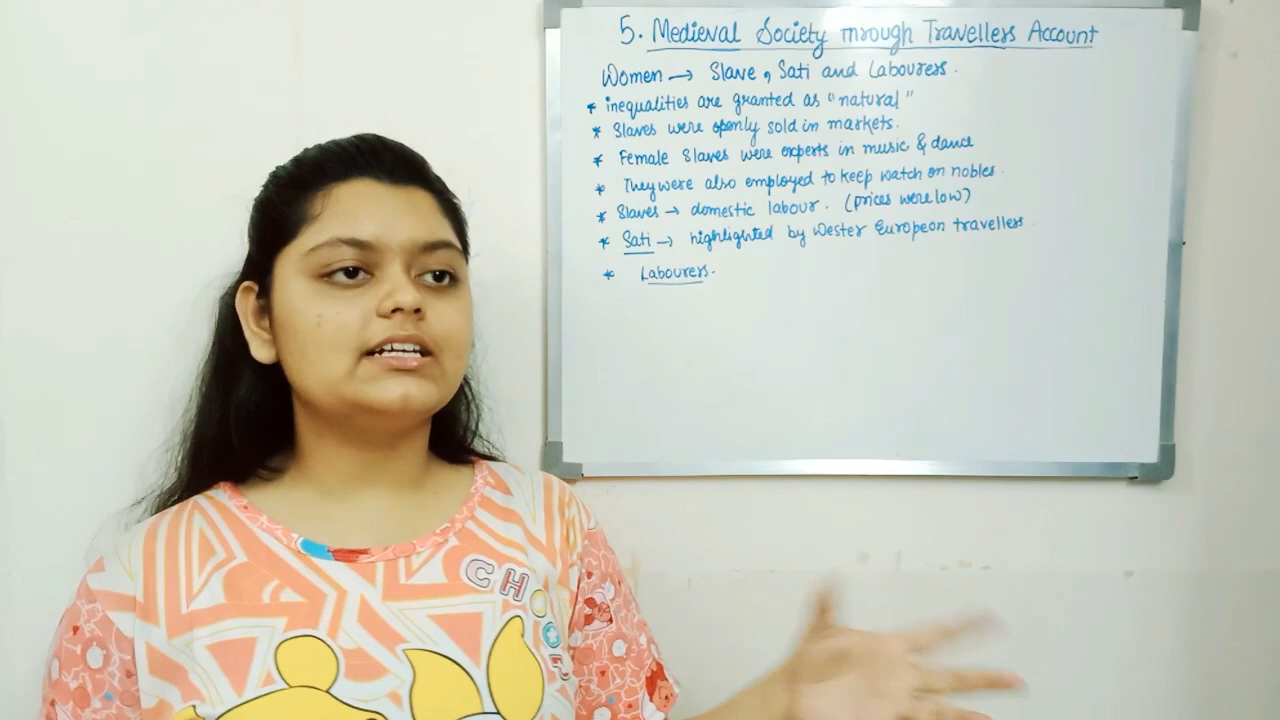 5. Medieval Society Through Travellers Account
Women → Slave, Sati and Labourers.
* inequalities are granted as "natural"
* Slaves were openly sold in markets.
* Female Slaves were experts in music & dance
* They were also employed to keep watch on nobles.
* Slaves → domestic labour. (prices were low)
* Sati → highlighted by Wester European travellers.
* Labourers.
CHO